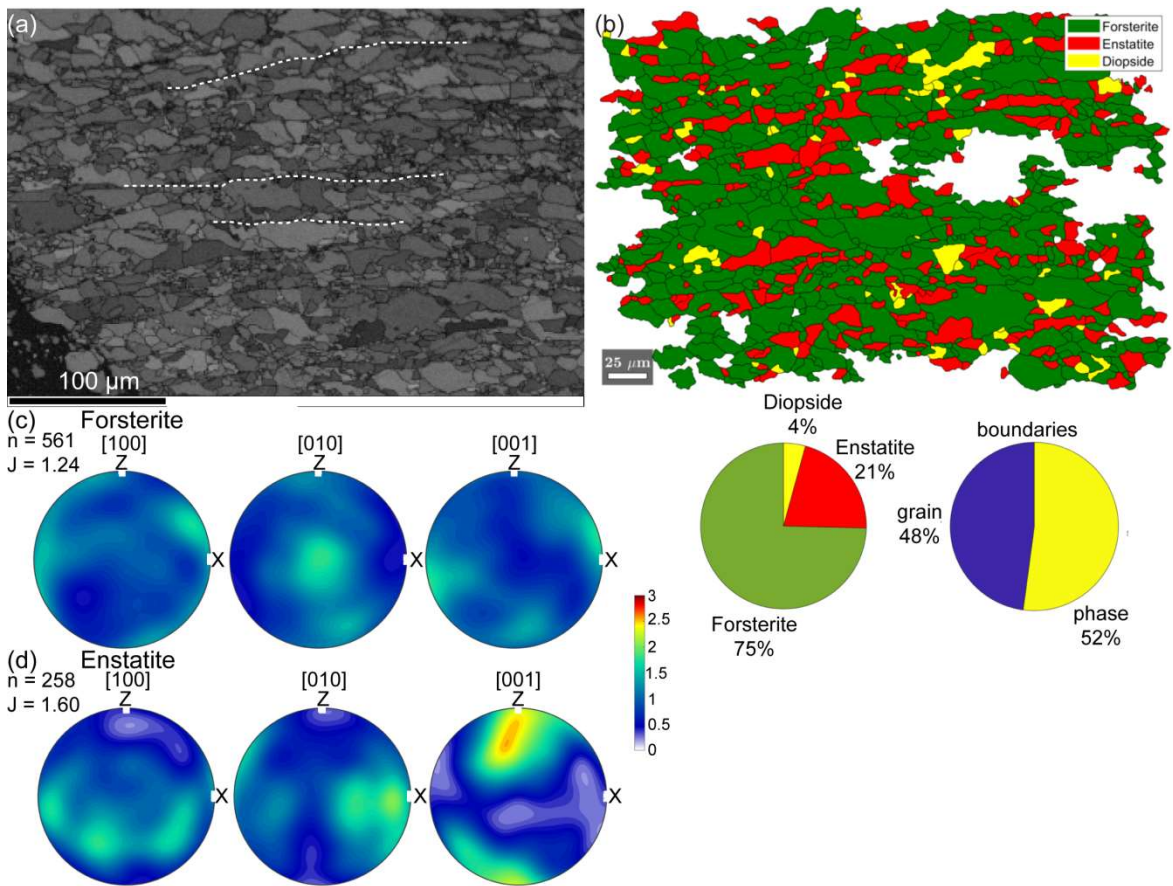 (a)
100 µm
(b)
Forsterite
Enstatite
Diopside
25 µm
(c)
Forsterite
n = 561
J = 1.24
[100]
Z
[010]
Z
[001]
Z
X
X
X
Diopside
4%
Enstatite
21%
Forsterite
75%
boundaries
grain
48%
phase
52%
3
2.5
2
1.5
1
0.5
0
(d)
Enstatite
n = 258
J = 1.60
[100]
Z
[010]
Z
[001]
Z
X
X
X